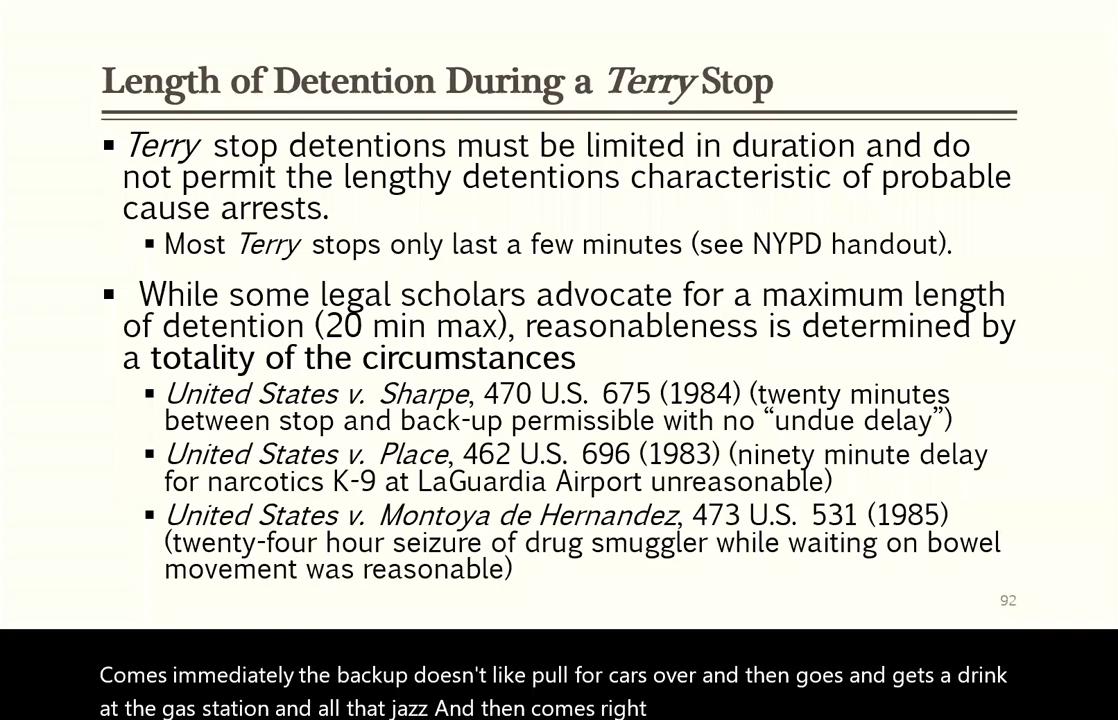 Length of Detention During a Terry Stop
▪ Terry stop detentions must be limited in duration and do
not permit the lengthy detentions characteristic of probable
cause arrests.
▪ Most Terry stops only last a few minutes (see NYPD handout).
▪ While some legal scholars advocate for a maximum length
of detention (20 min max), reasonableness is determined by
a totality of the circumstances
▪ United States v. Sharpe, 470 U.S. 675 (1984) (twenty minutes
between stop and back-up permissible with no “undue delay”)
▪ United States v. Place, 462 U.S. 696 (1983) (ninety minute delay
for narcotics K-9 at LaGuardia Airport unreasonable)
▪ United States v. Montoya de Hernandez, 473 U.S. 531 (1985)
(twenty-four hour seizure of drug smuggler while waiting on bowel
movement was reasonable)
92
Comes immediately the backup doesn't like pull for cars over and then goes and gets a drink
at the gas station and all that jazz And then comes right